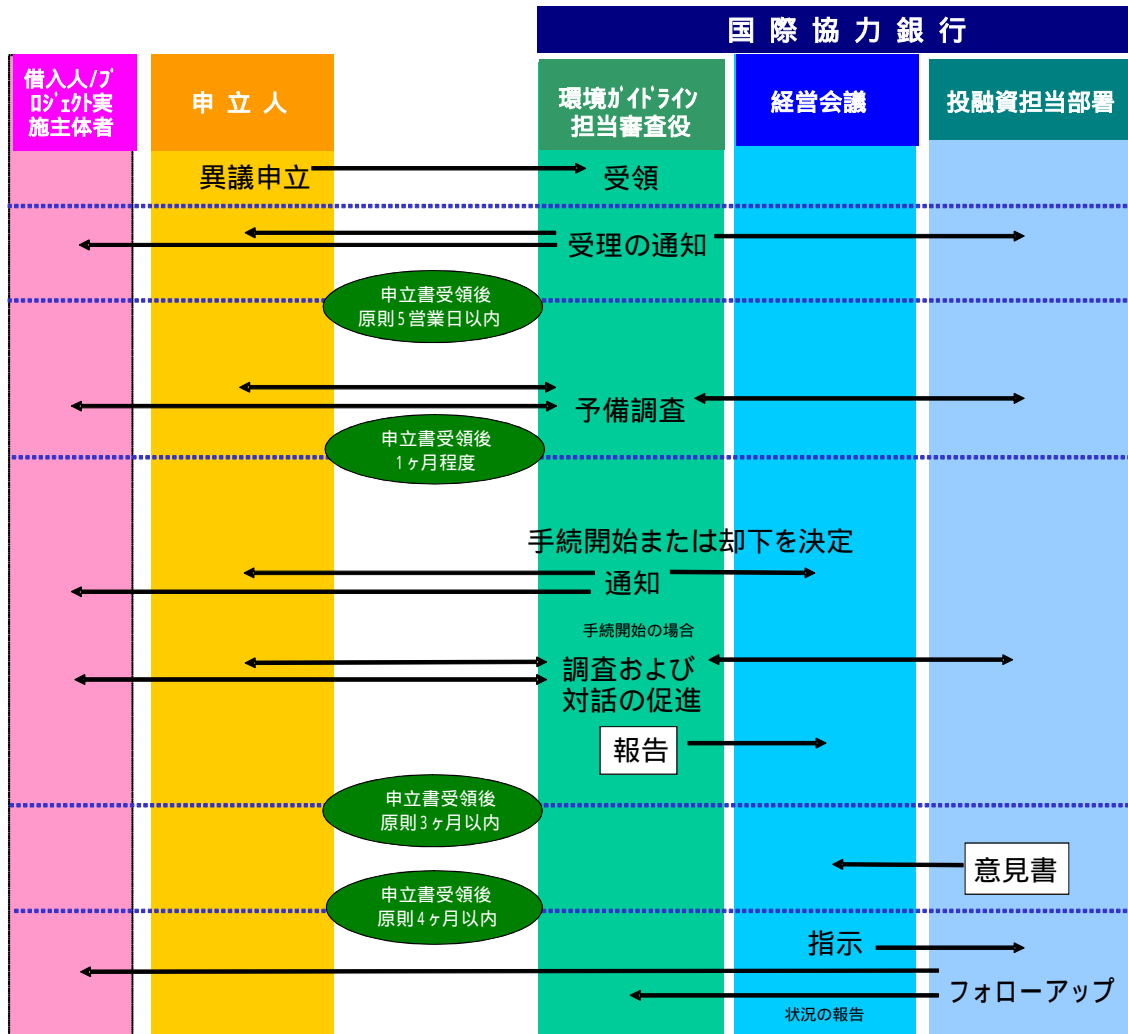 国際協力銀行
借入人/プ
ロジェクト実
施主体者
申立人
環境ガイドライン
担当審査役
経営会議
投融資担当部署
異議申立
受領
受理の通知
申立書受領後
原則5営業日以内
予備調査
申立書受領後
1ヶ月程度
手続開始または却下を決定
通知
手続開始の場合
調査および
対話の促進
報告
申立書受領後
原則3ヶ月以内
意見書
申立書受領後
原則4ヶ月以内
指示
フォローアップ
状況の報告